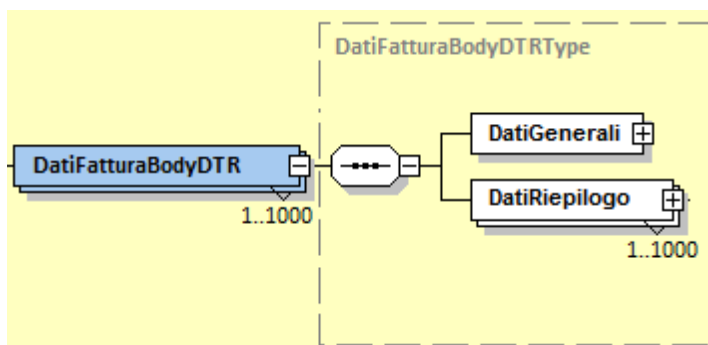 DatiFatturaBodyDTRType
DatiGenerali
DatiFatturaBodyDTR
1..1000
DatiRiepilogo
1..1000